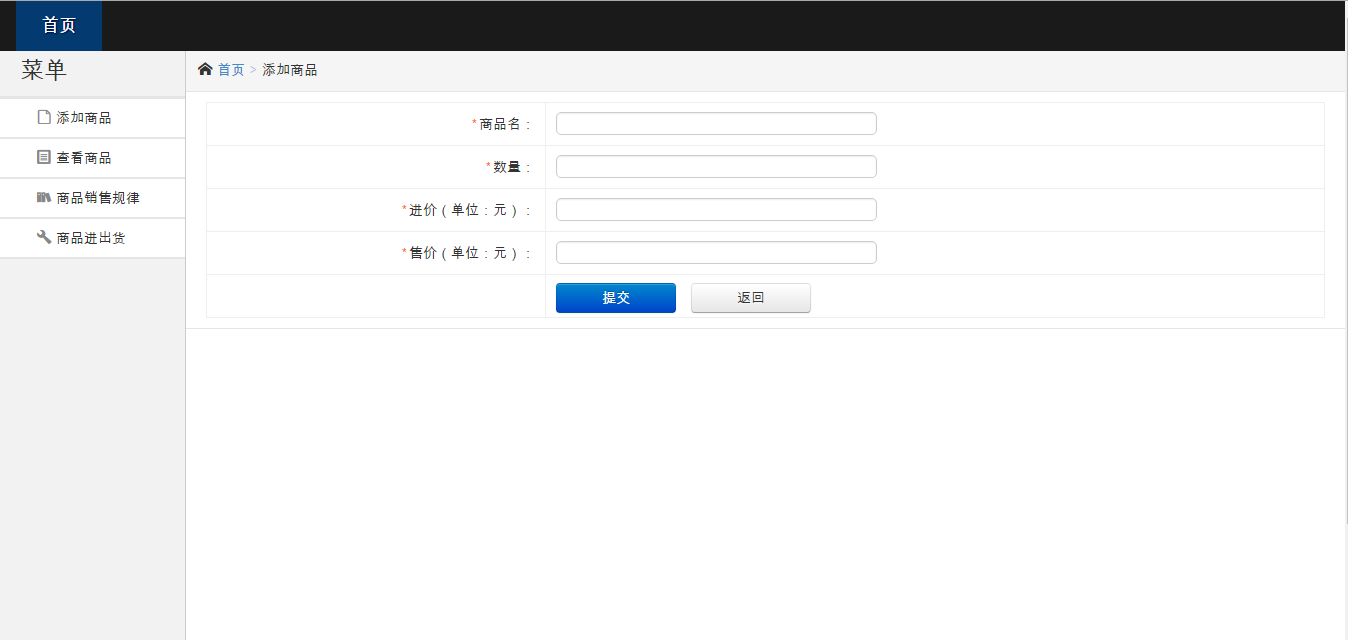 首页
菜单
首页 > 添加商品
添加商品
查看商品
商品销售规律
商品进出货
*商品名：
*数量：
*进价（单位：元）：
*售价（单位：元）：
提交 返回